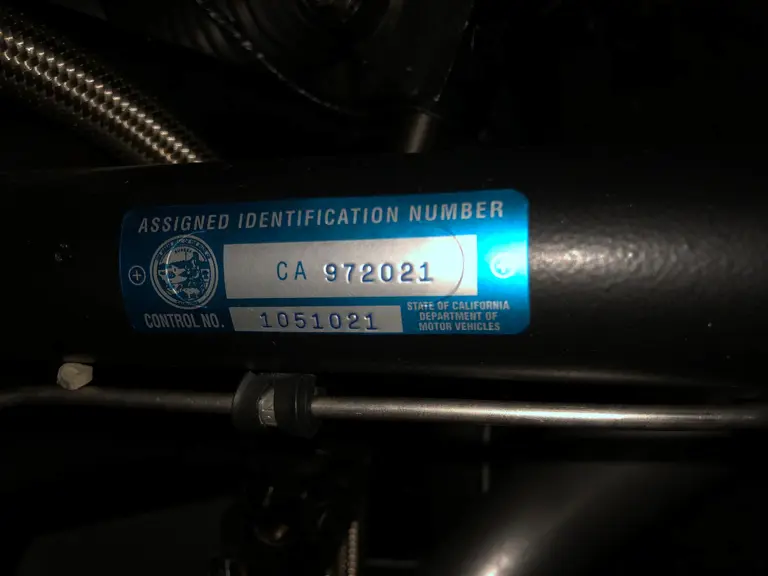 ASSIGNED IDENTIFICATION NUMBER
CA 972021
CONTROL NO. 1051021
STATE OF CALIFORNIA
DEPARTMENT OF
MOTOR VEHICLES